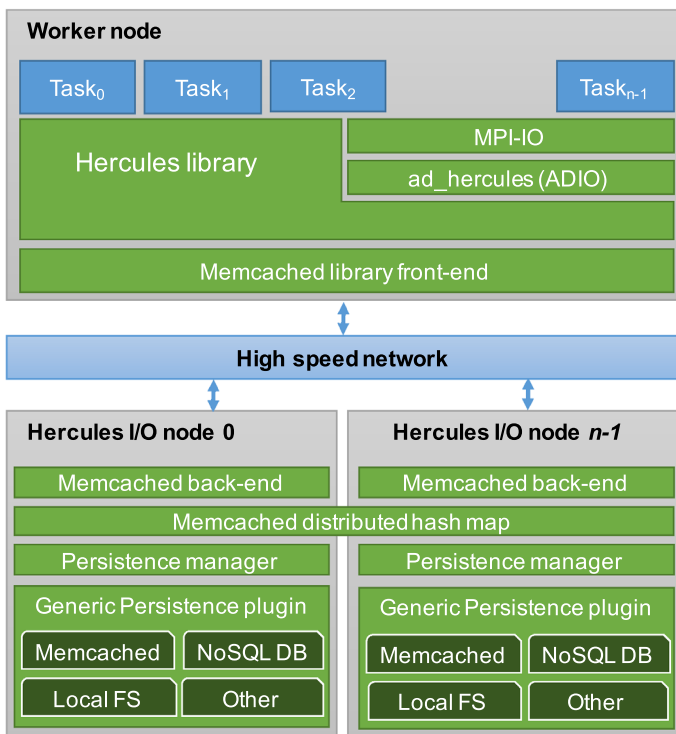 Worker node
Task0 Task1 Task2 Taskn-1
Hercules library
MPI-IO
ad_hercules (ADIO)
Memcached library front-end
High speed network
Hercules I/O node 0
Memcached back-end
Hercules I/O node n-1
Memcached back-end
Memcached distributed hash map
Persistence manager
Generic Persistence plugin
Memcached NoSQL DB
Local FS Other
Persistence manager
Generic Persistence plugin
Memcached NoSQL DB
Local FS Other